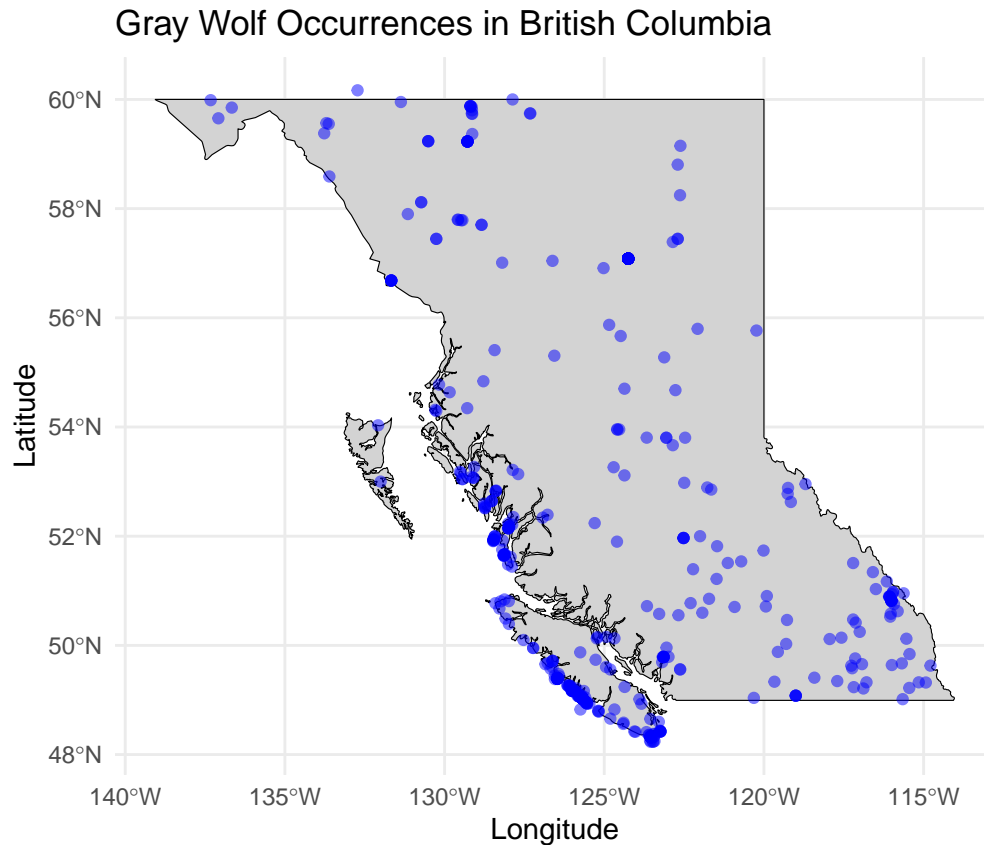 Gray Wolf Occurrences in British Columbia
60°N
58°N
56°N
54°N
52°N
50°N
48°N
Latitude
140°W 135°W 130°W 125°W 120°W 115°W
Longitude